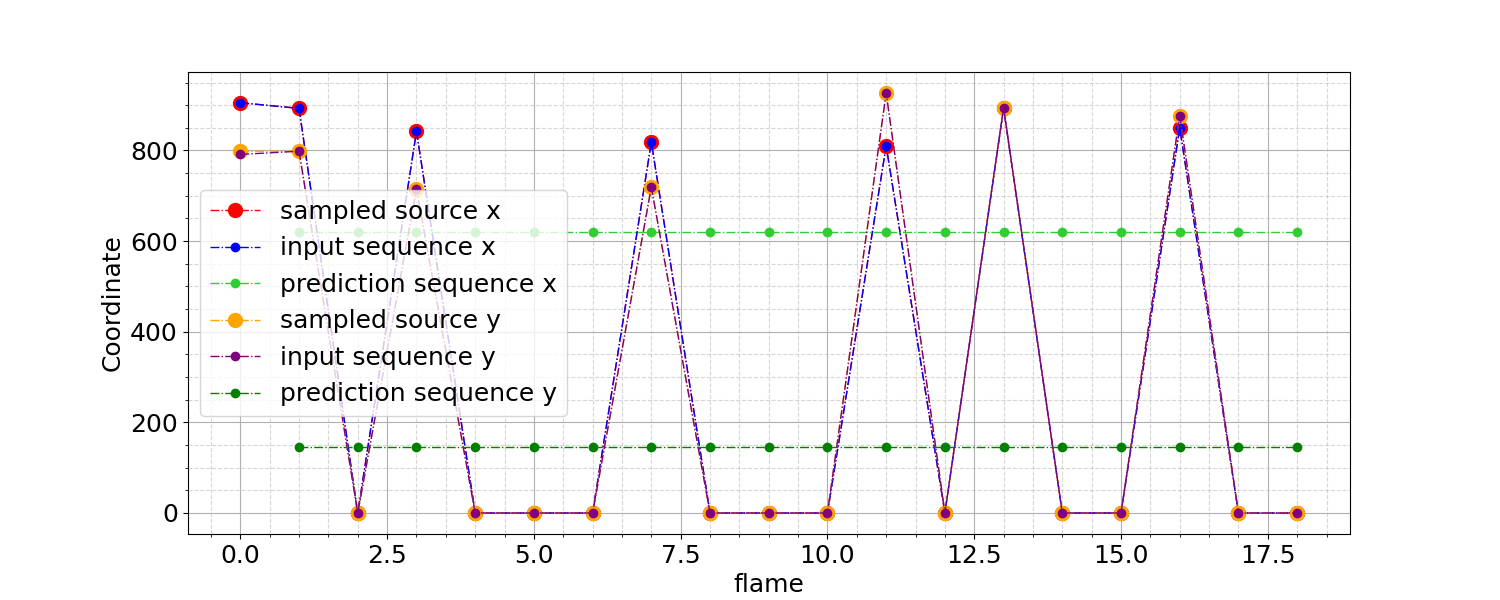 800
600
400
200
0
Coordinate
sampled source x
input sequence x
prediction sequence x
sampled source y
input sequence y
prediction sequence y
0.0 2.5 5.0 7.5 10.0 12.5 15.0 17.5
flame